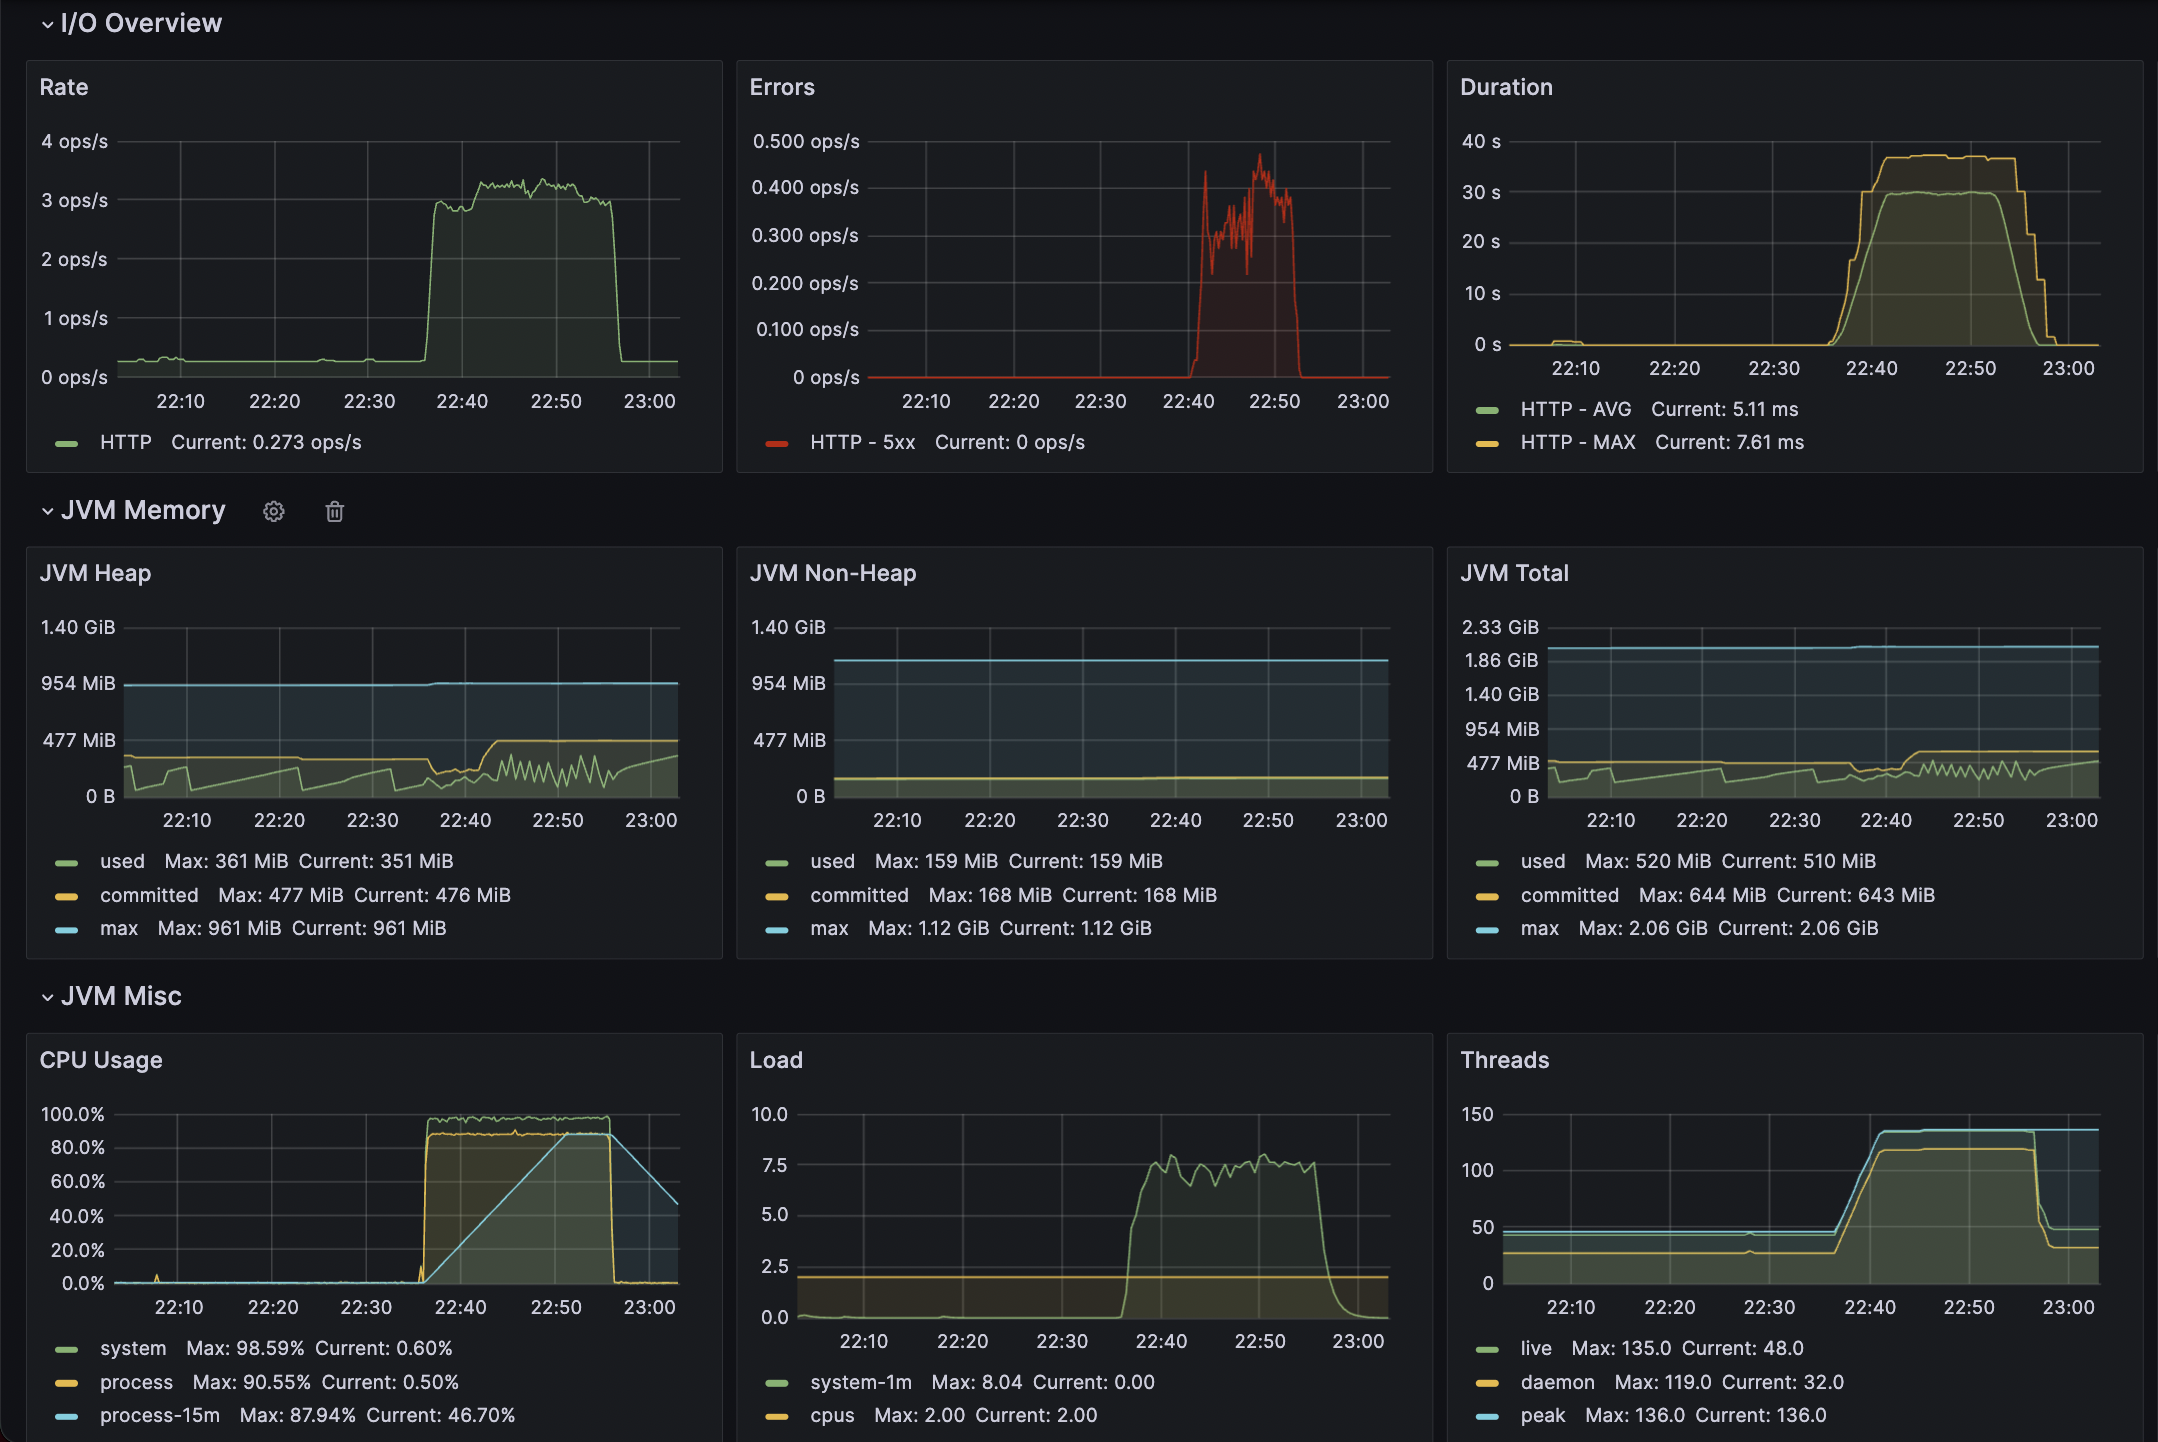 I/O Overview
Rate
4 ops/s
3 ops/s
2 ops/s
1 ops/s
0 ops/s
22:10 22:20 22:30 22:40 22:50 23:00
HTTP Current: 0.273 ops/s
Errors
0.500 ops/s
0.400 ops/s
0.300 ops/s
0.200 ops/s
0.100 ops/s
0 ops/s
22:10 22:20 22:30 22:40 22:50 23:00
HTTP - 5xx Current: 0 ops/s
Duration
40 s
30 s
20 s
10 s
0 s
22:10 22:20 22:30 22:40 22:50 23:00
HTTP - AVG Current: 5.11 ms
HTTP - MAX Current: 7.61 ms
JVM Memory
JVM Heap
1.40 GiB
954 MiB
477 MiB
0 B
22:10 22:20 22:30 22:40 22:50 23:00
used Max: 361 MiB Current: 351 MiB
committed Max: 477 MiB Current: 476 MiB
max Max: 961 MiB Current: 961 MiB
JVM Non-Heap
1.40 GiB
954 MiB
477 MiB
0 B
22:10 22:20 22:30 22:40 22:50 23:00
used Max: 159 MiB Current: 159 MiB
committed Max: 168 MiB Current: 168 MiB
max Max: 1.12 GiB Current: 1.12 GiB
JVM Total
2.33 GiB
1.86 GiB
1.40 GiB
954 MiB
477 MiB
0 B
22:10 22:20 22:30 22:40 22:50 23:00
used Max: 520 MiB Current: 510 MiB
committed Max: 644 MiB Current: 643 MiB
max Max: 2.06 GiB Current: 2.06 GiB
JVM Misc
CPU Usage
100.0%
80.0%
60.0%
40.0%
20.0%
0.0%
22:10 22:20 22:30 22:40 22:50 23:00
system Max: 98.59% Current: 0.60%
process Max: 90.55% Current: 0.50%
process-15m Max: 87.94% Current: 46.70%
Load
10.0
7.5
5.0
2.5
0.0
22:10 22:20 22:30 22:40 22:50 23:00
system-1m Max: 8.04 Current: 0.00
cpus Max: 2.00 Current: 2.00
Threads
150
100
50
0
22:10 22:20 22:30 22:40 22:50 23:00
live Max: 135.0 Current: 48.0
daemon Max: 119.0 Current: 32.0
peak Max: 136.0 Current: 136.0